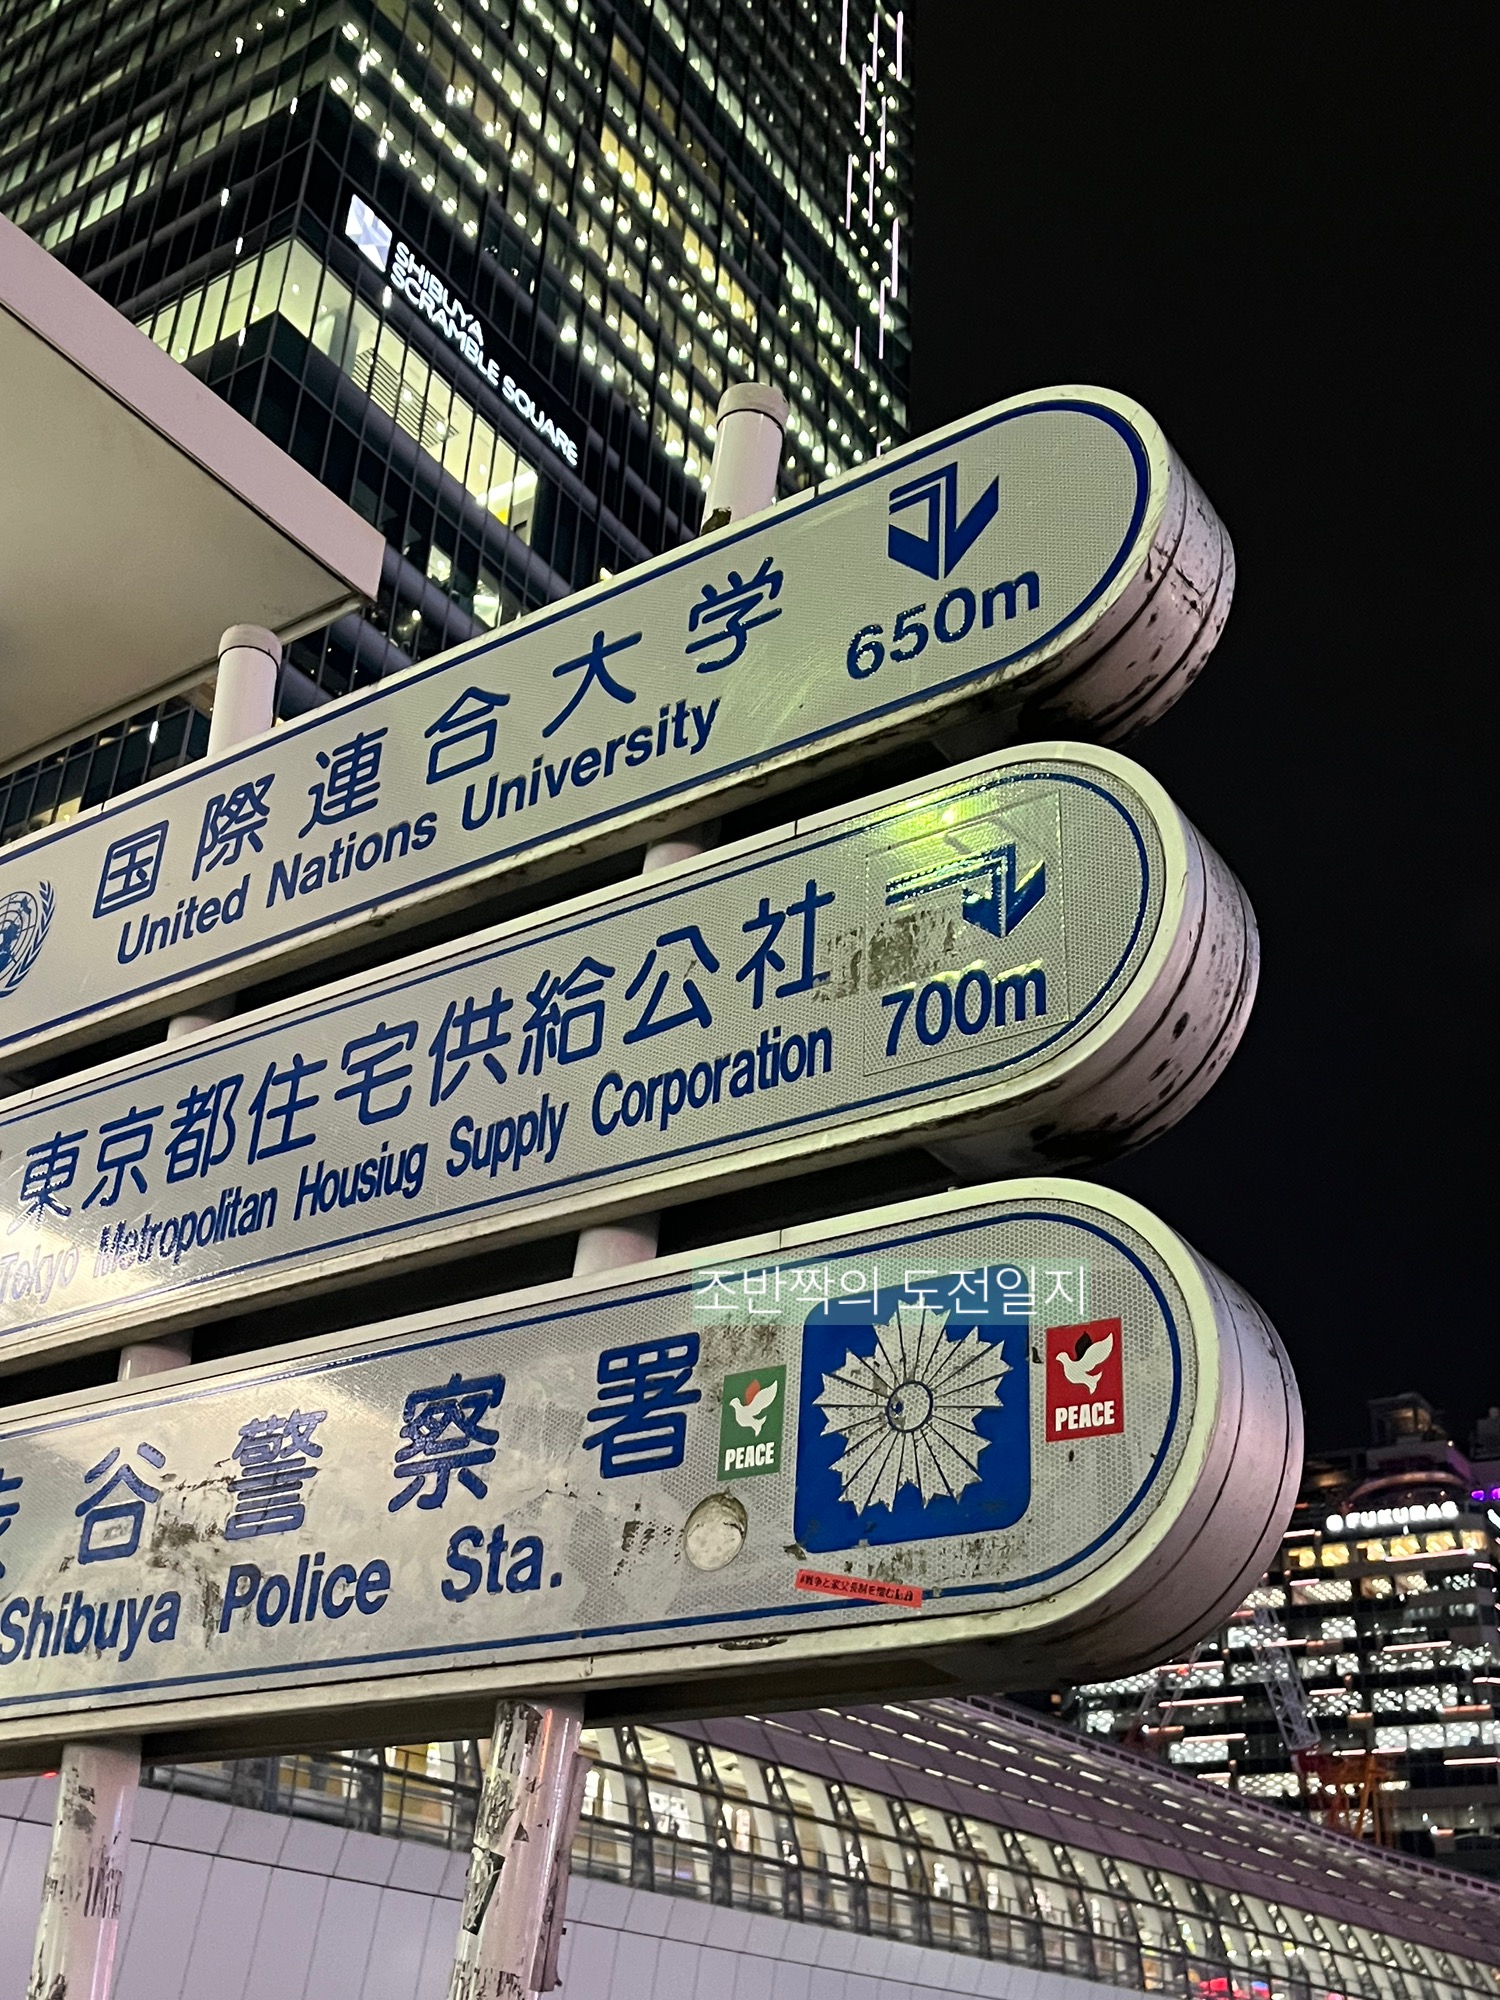 SHIBUYA
SCRAMBLE SQUARE
国際連合大学
United Nations University
650m
東京都住宅供給公社
Tokyo Metropolitan Housiug Supply Corporation
700m
조반짝의 도전일지
谷警察署
Shibuya Police Sta.
PEACE
PEACE
FUKURAS